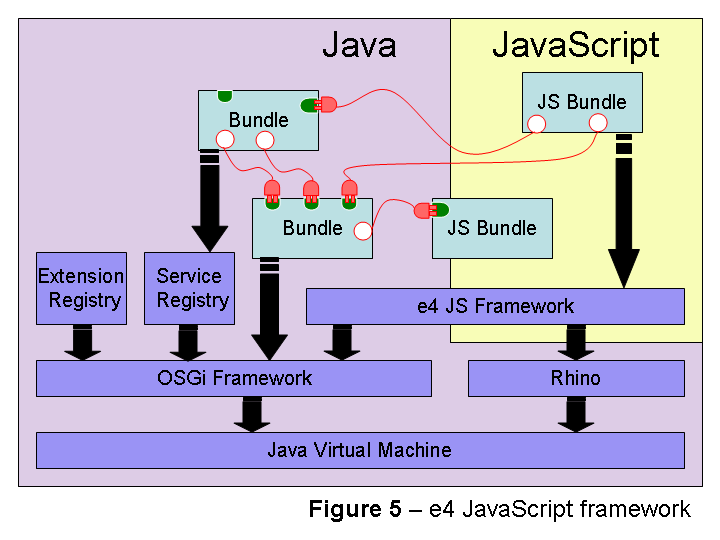 Java
JavaScript
Bundle
JS Bundle
Bundle
JS Bundle
Extension
Registry
Service
Registry
e4 JS Framework
OSGi Framework
Rhino
Java Virtual Machine
Figure 5 – e4 JavaScript framework